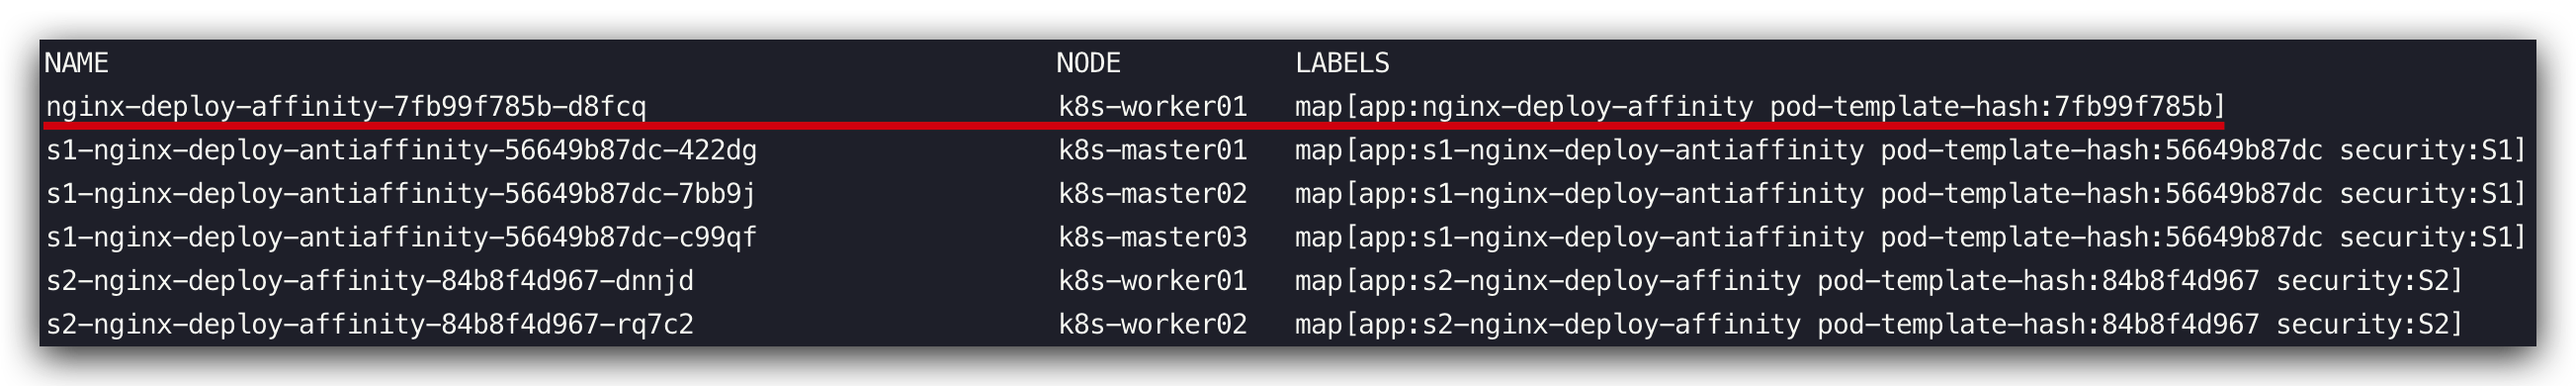 NAME NODE LABELS
nginx-deploy-affinity-7fb99f785b-d8fcq k8s-worker01 map[app:nginx-deploy-affinity pod-template-hash:7fb99f785b]
s1-nginx-deploy-antiaffinity-56649b87dc-422dg k8s-master01 map[app:s1-nginx-deploy-antiaffinity pod-template-hash:56649b87dc security:S1]
s1-nginx-deploy-antiaffinity-56649b87dc-7bb9j k8s-master02 map[app:s1-nginx-deploy-antiaffinity pod-template-hash:56649b87dc security:S1]
s1-nginx-deploy-antiaffinity-56649b87dc-c99qf k8s-master03 map[app:s1-nginx-deploy-antiaffinity pod-template-hash:56649b87dc security:S1]
s2-nginx-deploy-affinity-84b8f4d967-dnnjd k8s-worker01 map[app:s2-nginx-deploy-affinity pod-template-hash:84b8f4d967 security:S2]
s2-nginx-deploy-affinity-84b8f4d967-rq7c2 k8s-worker02 map[app:s2-nginx-deploy-affinity pod-template-hash:84b8f4d967 security:S2]